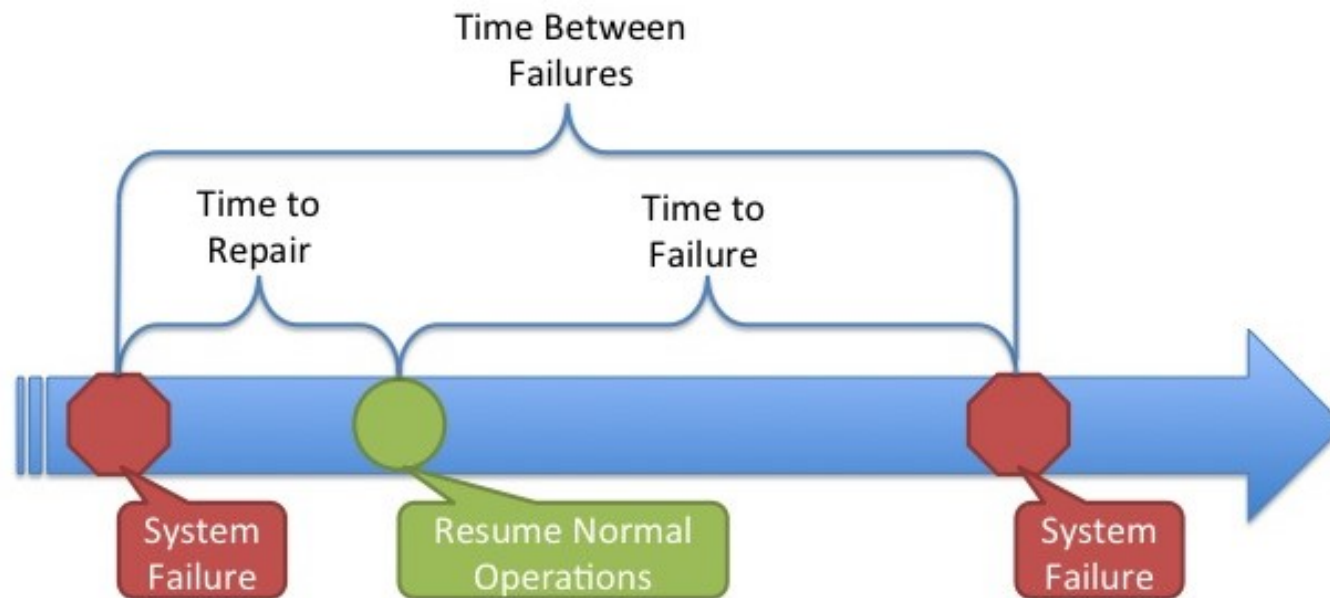 Time Between
Failures
Time to
Repair
Time to
Failure
System
Failure
Resume Normal
Operations
System
Failure